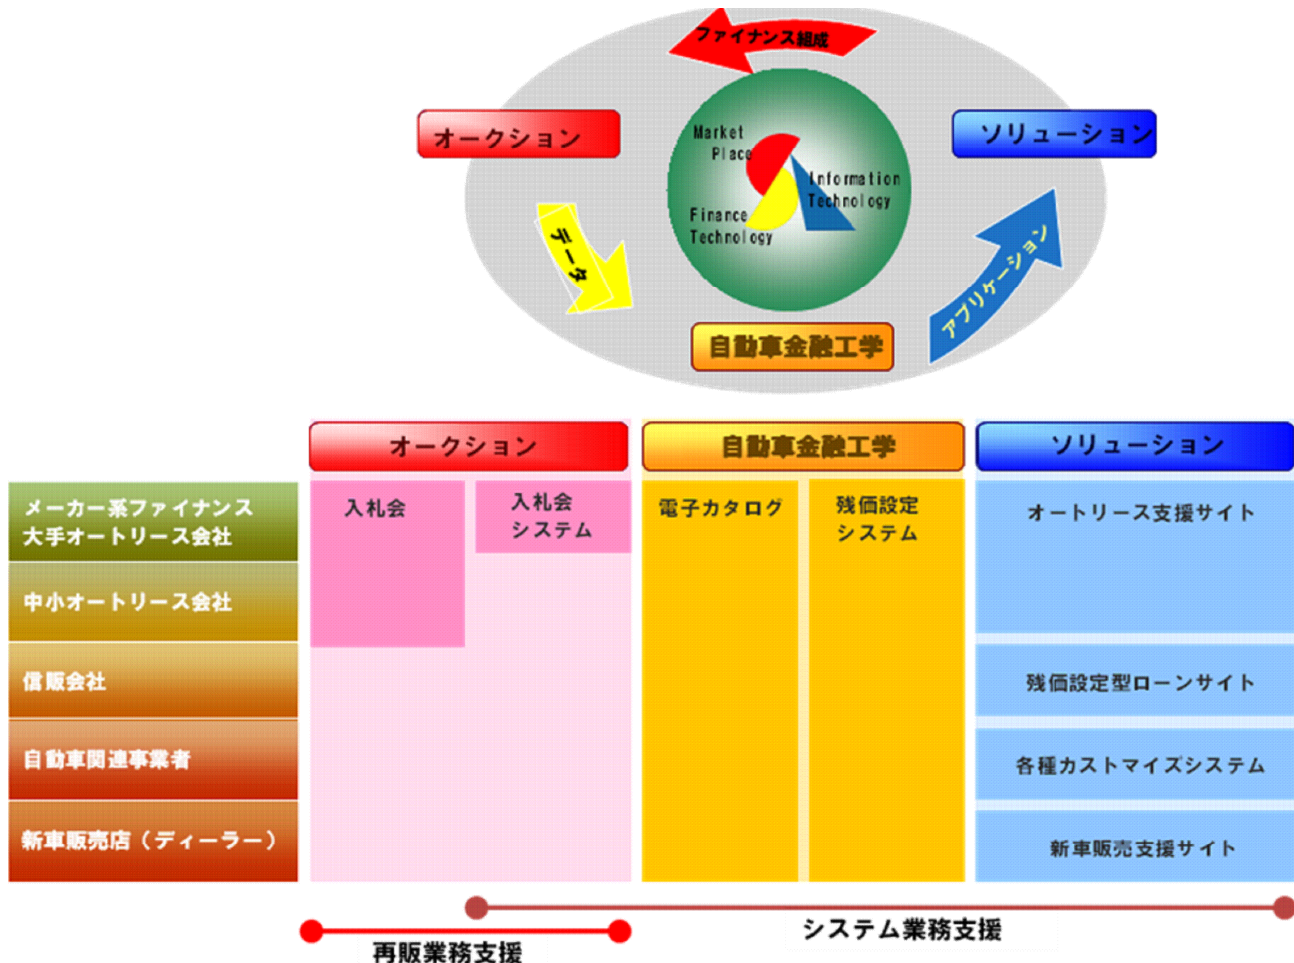 ファイナンス組成
オークション
ソリューション
Market
Place
Information
Technology
Finance
Technology
データ
アプリケーション
自動車金融工学
オークション
自動車金融工学
ソリューション
メーカー系ファイナンス
大手オートリース会社
入札会
入札会
システム
電子カタログ
残価設定
システム
オートリース支援サイト
中小オートリース会社
信販会社
残価設定型ローンサイト
自動車関連事業者
各種カストマイズシステム
新車販売店（ディーラー）
新車販売支援サイト
システム業務支援
再販業務支援